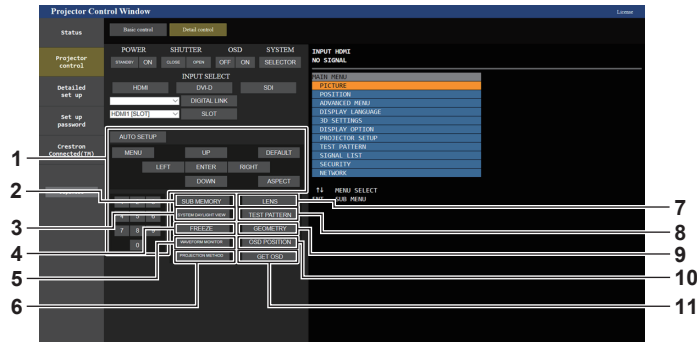 Projector Control Window
License
Status
Basic control
Detail control
Projector
control
Detailed
set up
Set up
password
Crestron
Connected(TM)
POWER SHUTTER OSD SYSTEM
STANDBY ON CLOSE OPEN OFF ON SELECTOR
INPUT SELECT
HDMI DVI-D SDI
DIGITAL LINK
HDMI1 [SLOT] SLOT
AUTO SETUP
MENU UP DEFAULT
LEFT ENTER RIGHT
DOWN ASPECT
SUB MEMORY LENS
4 5 6 SYSTEM DAYLIGHT VIEW TEST PATTERN
7 8 9 FREEZE GEOMETRY
0 WAVEFORM MONITOR OSD POSITION
PROJECTION METHOD GET OSD
INPUT HDMI
NO SIGNAL
MAIN MENU
PICTURE
POSITION
ADVANCED MENU
DISPLAY LANGUAGE
3D SETTINGS
DISPLAY OPTION
PROJECTOR SETUP
TEST PATTERN
SIGNAL LIST
SECURITY
NETWORK
↑↓ MENU SELECT
SUB MENU
1
2
3
4
5
6
7
8
9
10
11